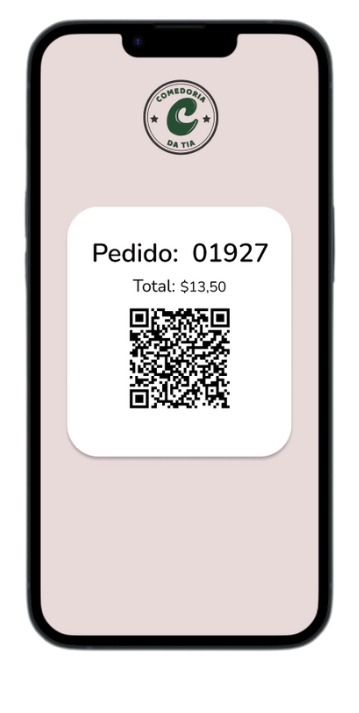 COMEDORIA
C
DA TIA
Pedido: 01927
Total: $13,50